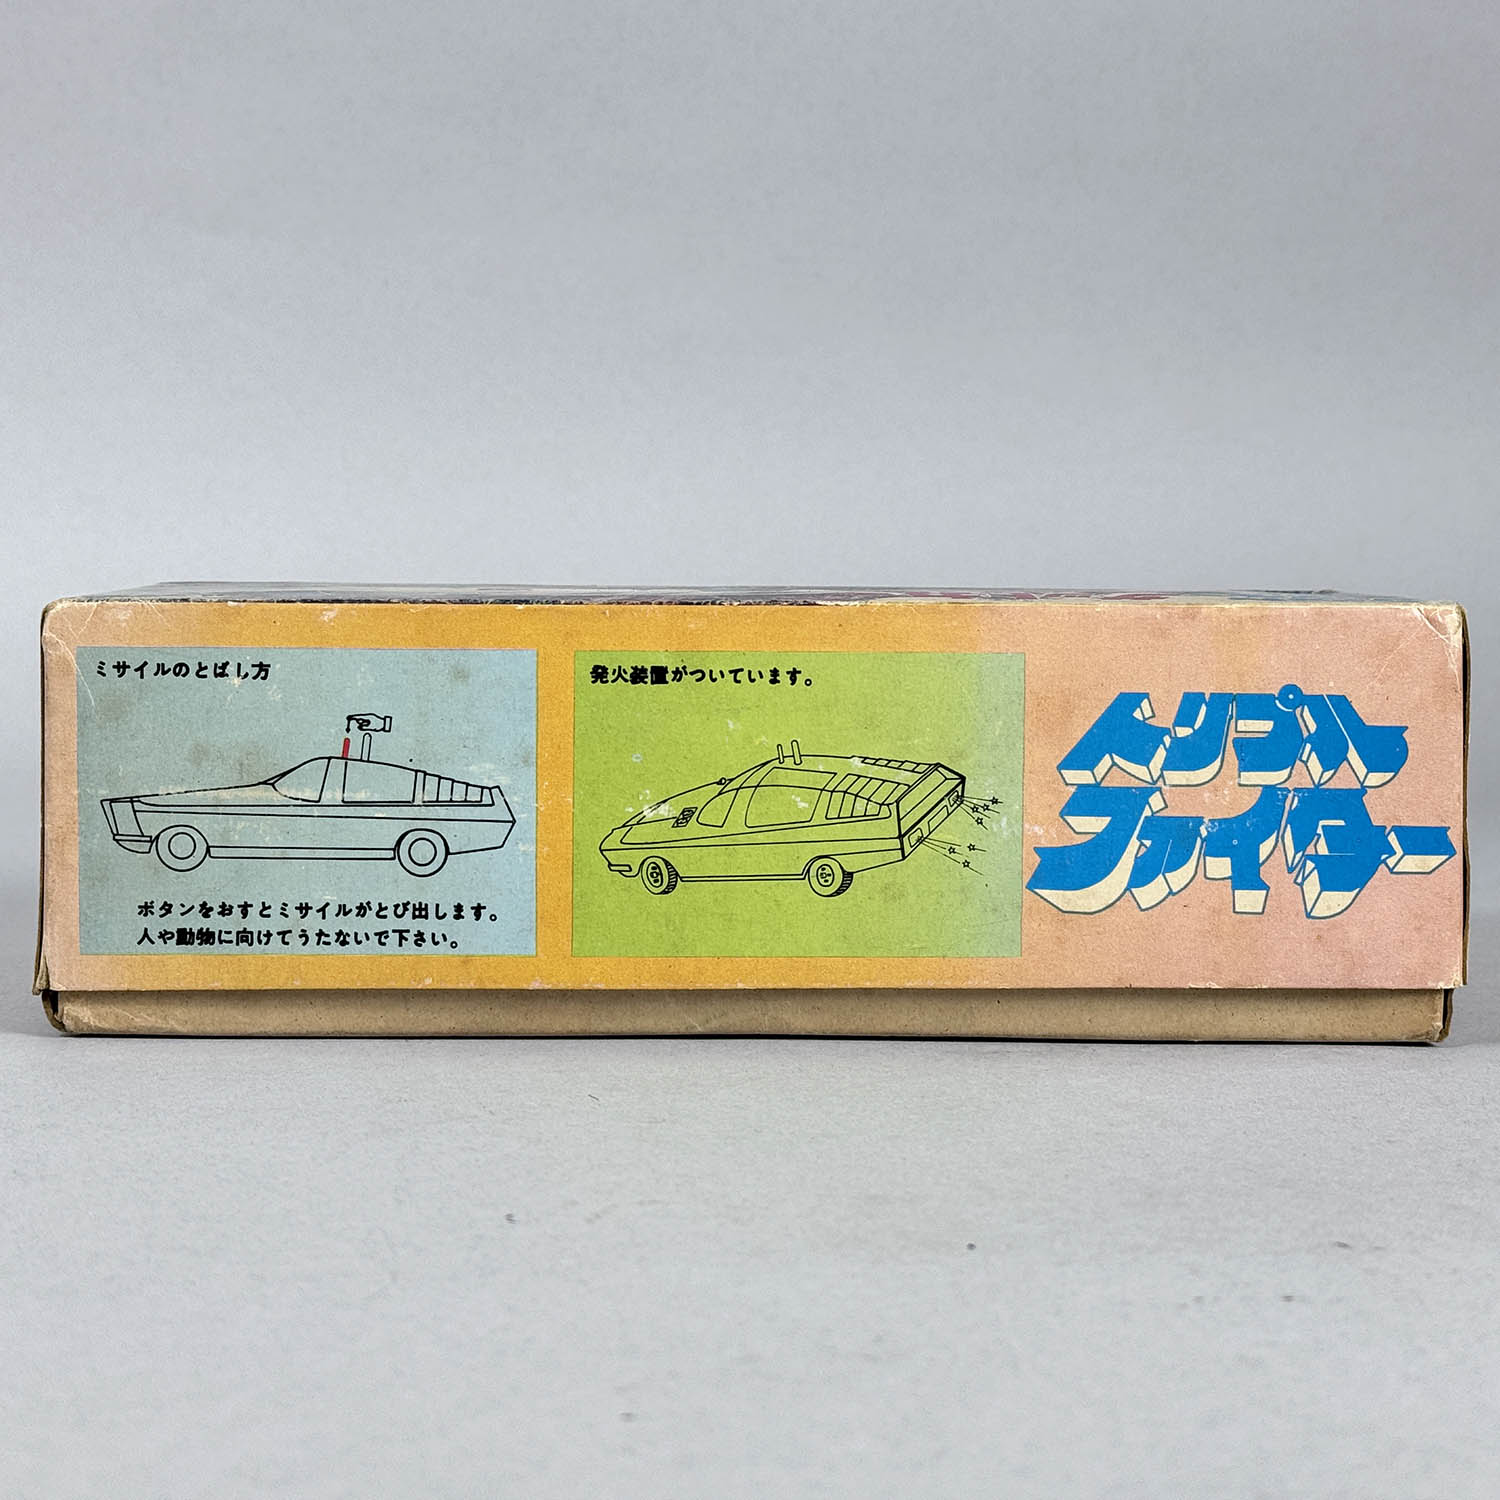 ミサイルのとばし方
ボタンをおすとミサイルがとび出します。
人や動物に向けてうたないで下さい。
発火装置がついています。
トリプル
ファイター